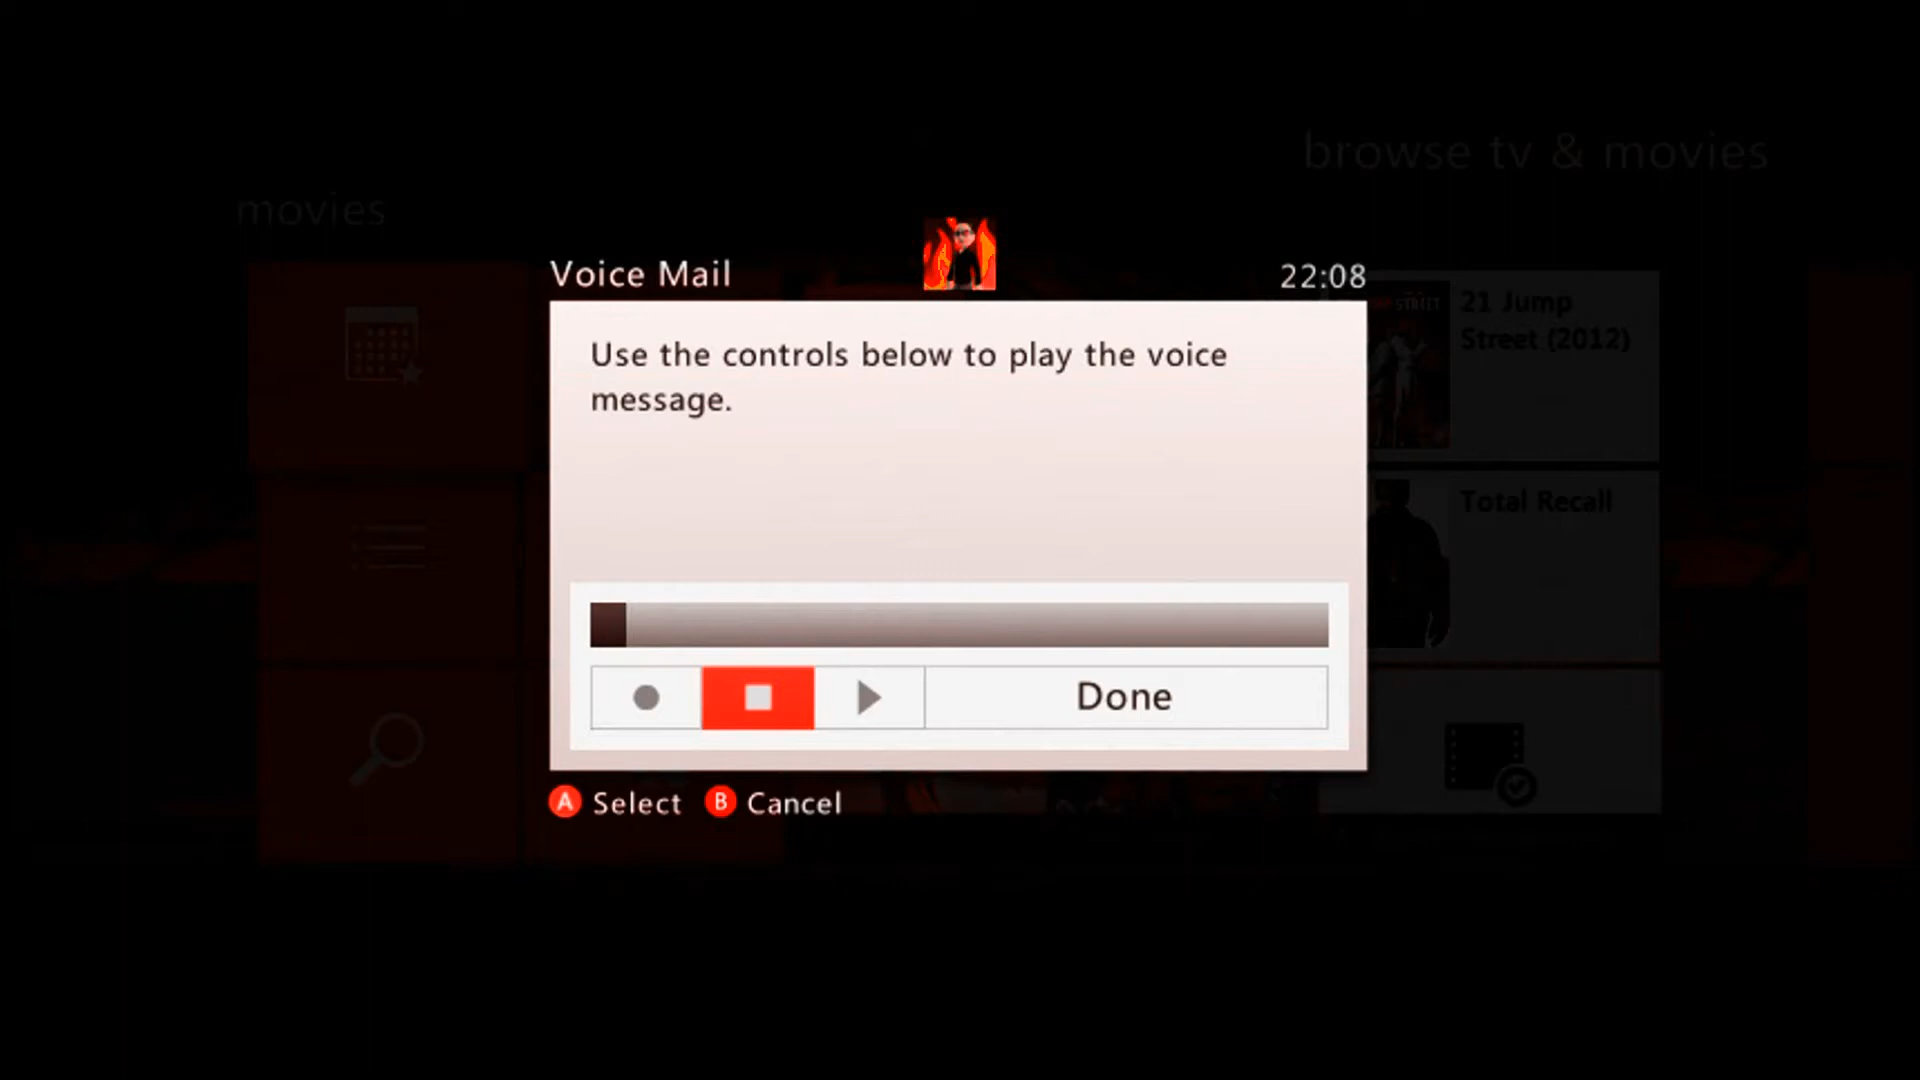 browse tv & movies
movies
Voice Mail
22:08
Use the controls below to play the voice
message.
STREET
21 Jump
Street (2012)
Total Recall
Done
A Select B Cancel